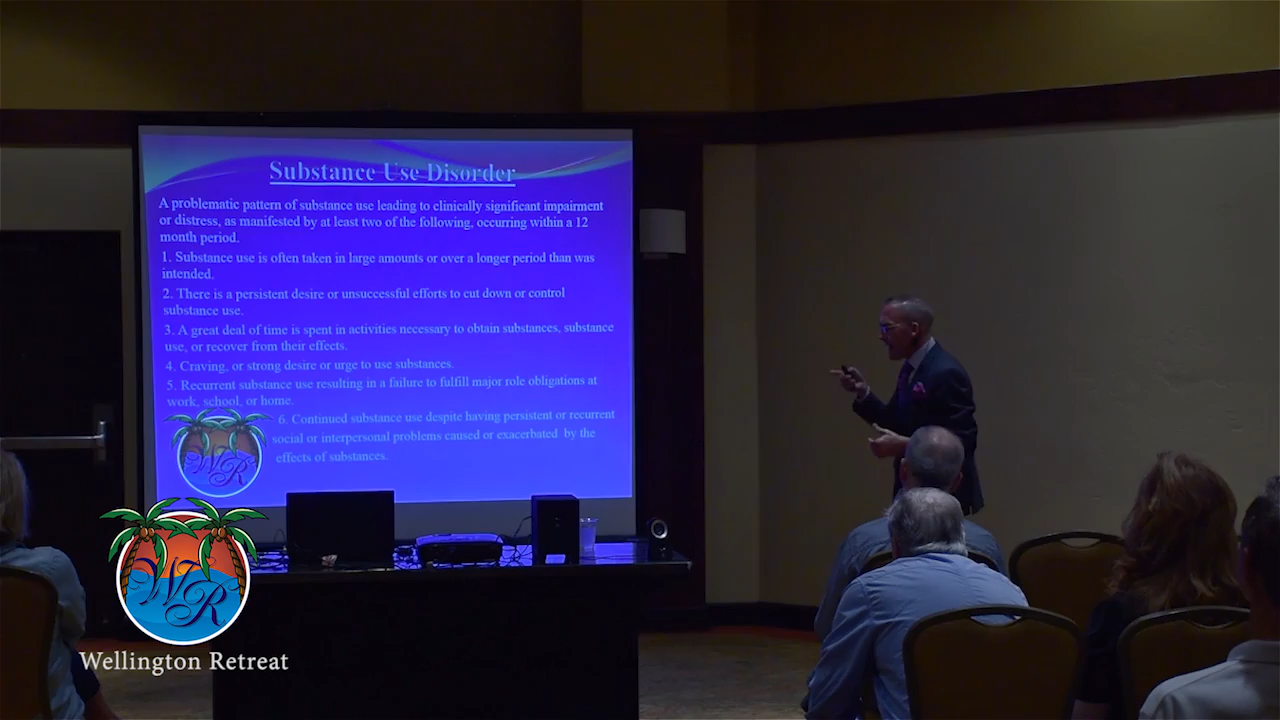 Substance Use Disorder
A problematic pattern of substance use leading to clinically significant impairment
or distress, as manifested by at least two of the following, occurring within a 12
month period.
1. Substance use is often taken in large amounts or over a longer period than was
intended.
2. There is a persistent desire or unsuccessful efforts to cut down or control
substance use.
3. A great deal of time is spent in activities necessary to obtain substances, substance
use, or recover from their effects.
4. Craving, or strong desire or urge to use substances.
5. Recurrent substance use resulting in a failure to fulfill major role obligations at
work, school, or home.
6. Continued substance use despite having persistent or recurrent
social or interpersonal problems caused or exacerbated by the
effects of substances.
WR
WR
Wellington Retreat